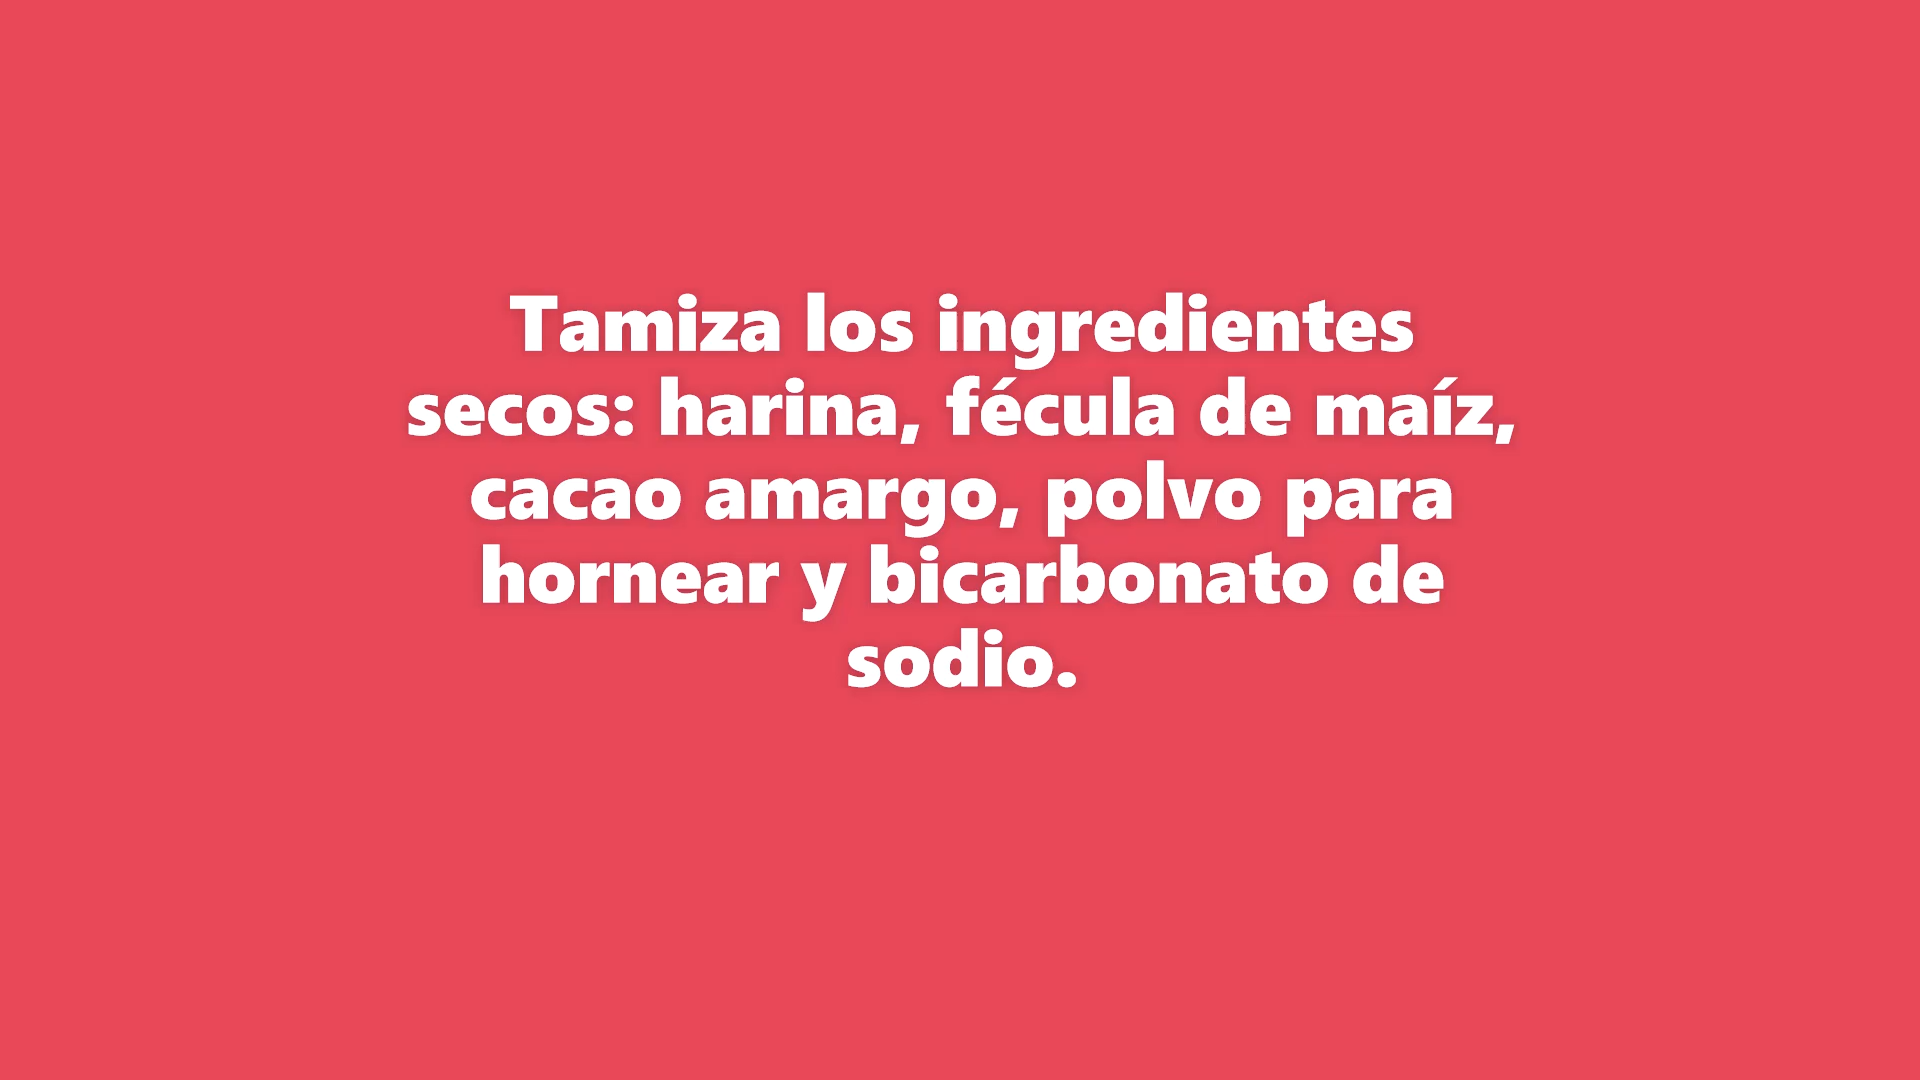 Tamiza los ingredientes
secos: harina, fécula de maíz,
cacao amargo, polvo para
hornear y bicarbonato de
sodio.